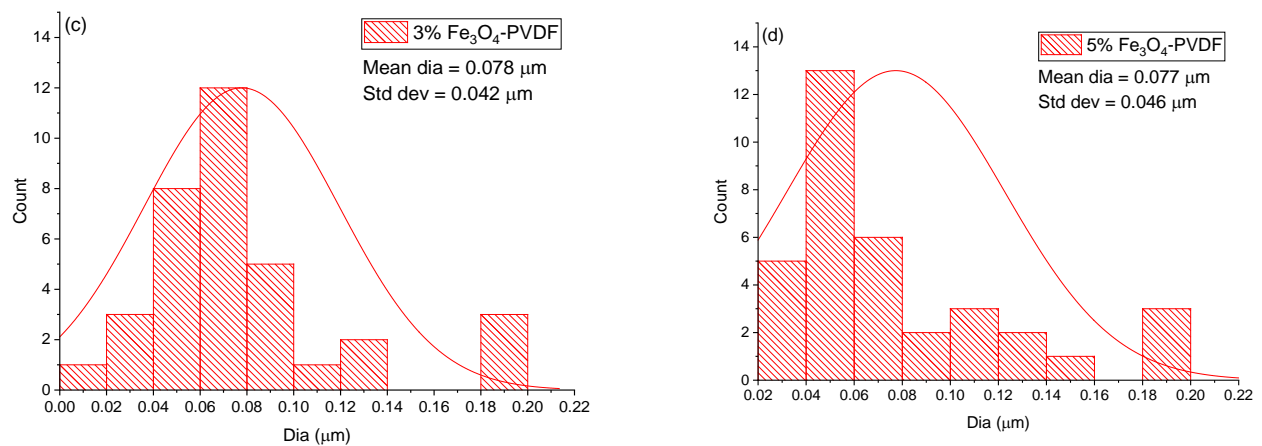 (c)
3% Fe₃O₄-PVDF
Mean dia = 0.078 μm
Std dev = 0.042 μm
14
12
10
8
6
4
2
0
Count
0.00 0.02 0.04 0.06 0.08 0.10 0.12 0.14 0.16 0.18 0.20 0.22
Dia (μm)
(d)
5% Fe₃O₄-PVDF
Mean dia = 0.077 μm
Std dev = 0.046 μm
14
12
10
8
6
4
2
0
Count
0.02 0.04 0.06 0.08 0.10 0.12 0.14 0.16 0.18 0.20 0.22
Dia (μm)